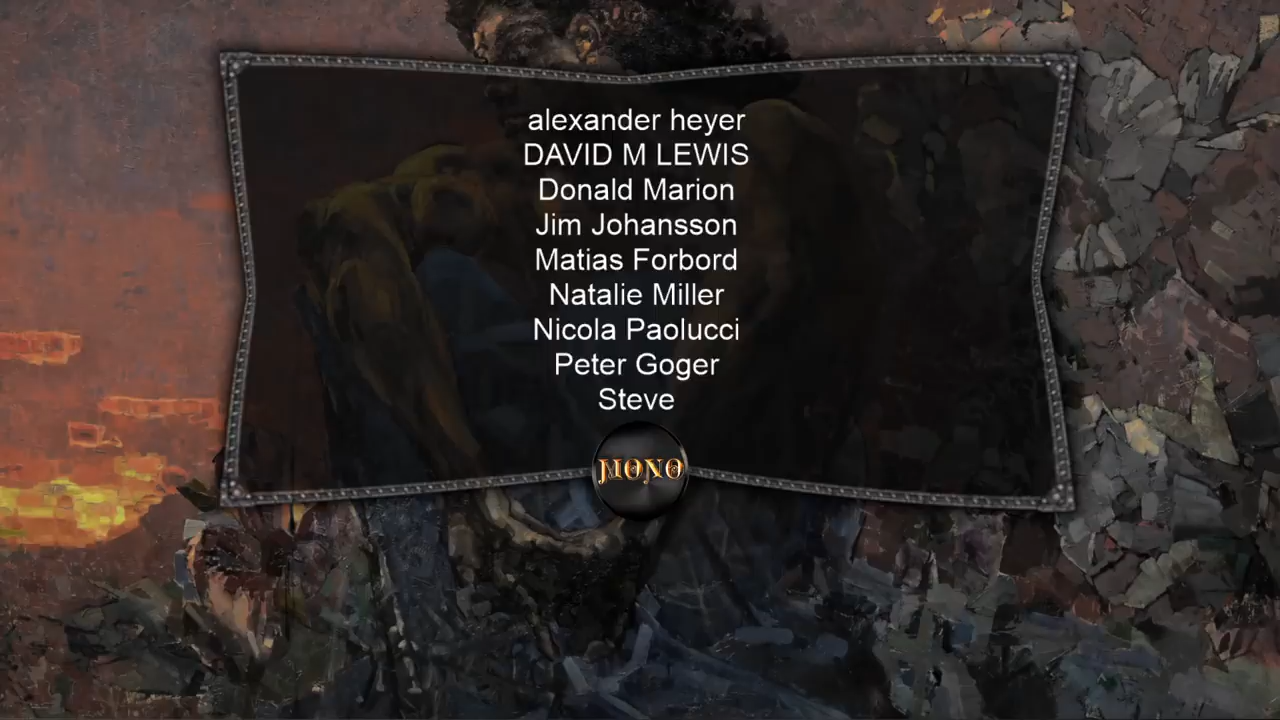 alexander heyer
DAVID M LEWIS
Donald Marion
Jim Johansson
Matias Forbord
Natalie Miller
Nicola Paolucci
Peter Goger
Steve
MONO